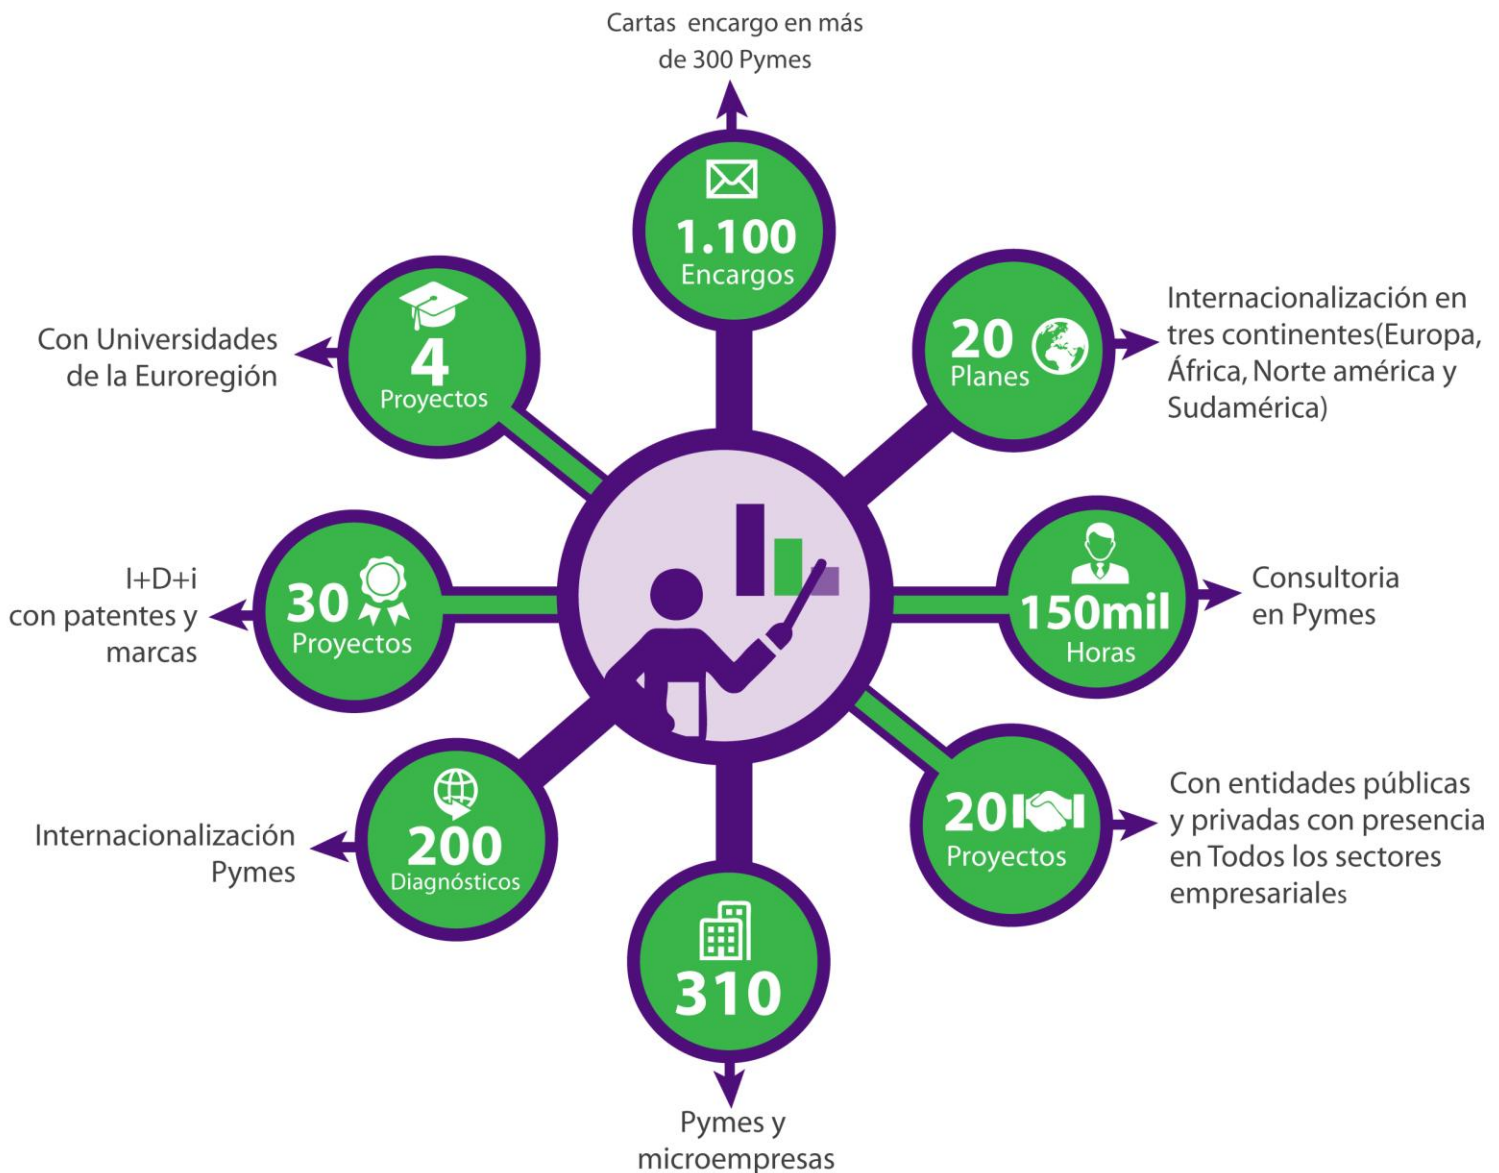 Cartas encargo en más
de 300 Pymes
1.100
Encargos
20
Planes
Internacionalización en
tres continentes(Europa,
África, Norte américa y
Sudamérica)
150mil
Horas
Consultoria
en Pymes
20
Proyectos
Con entidades públicas
y privadas con presencia
en Todos los sectores
empresariales
310
Pymes y
microempresas
200
Diagnósticos
Internacionalización
Pymes
30
Proyectos
I+D+i
con patentes y
marcas
4
Proyectos
Con Universidades
de la Euroregión